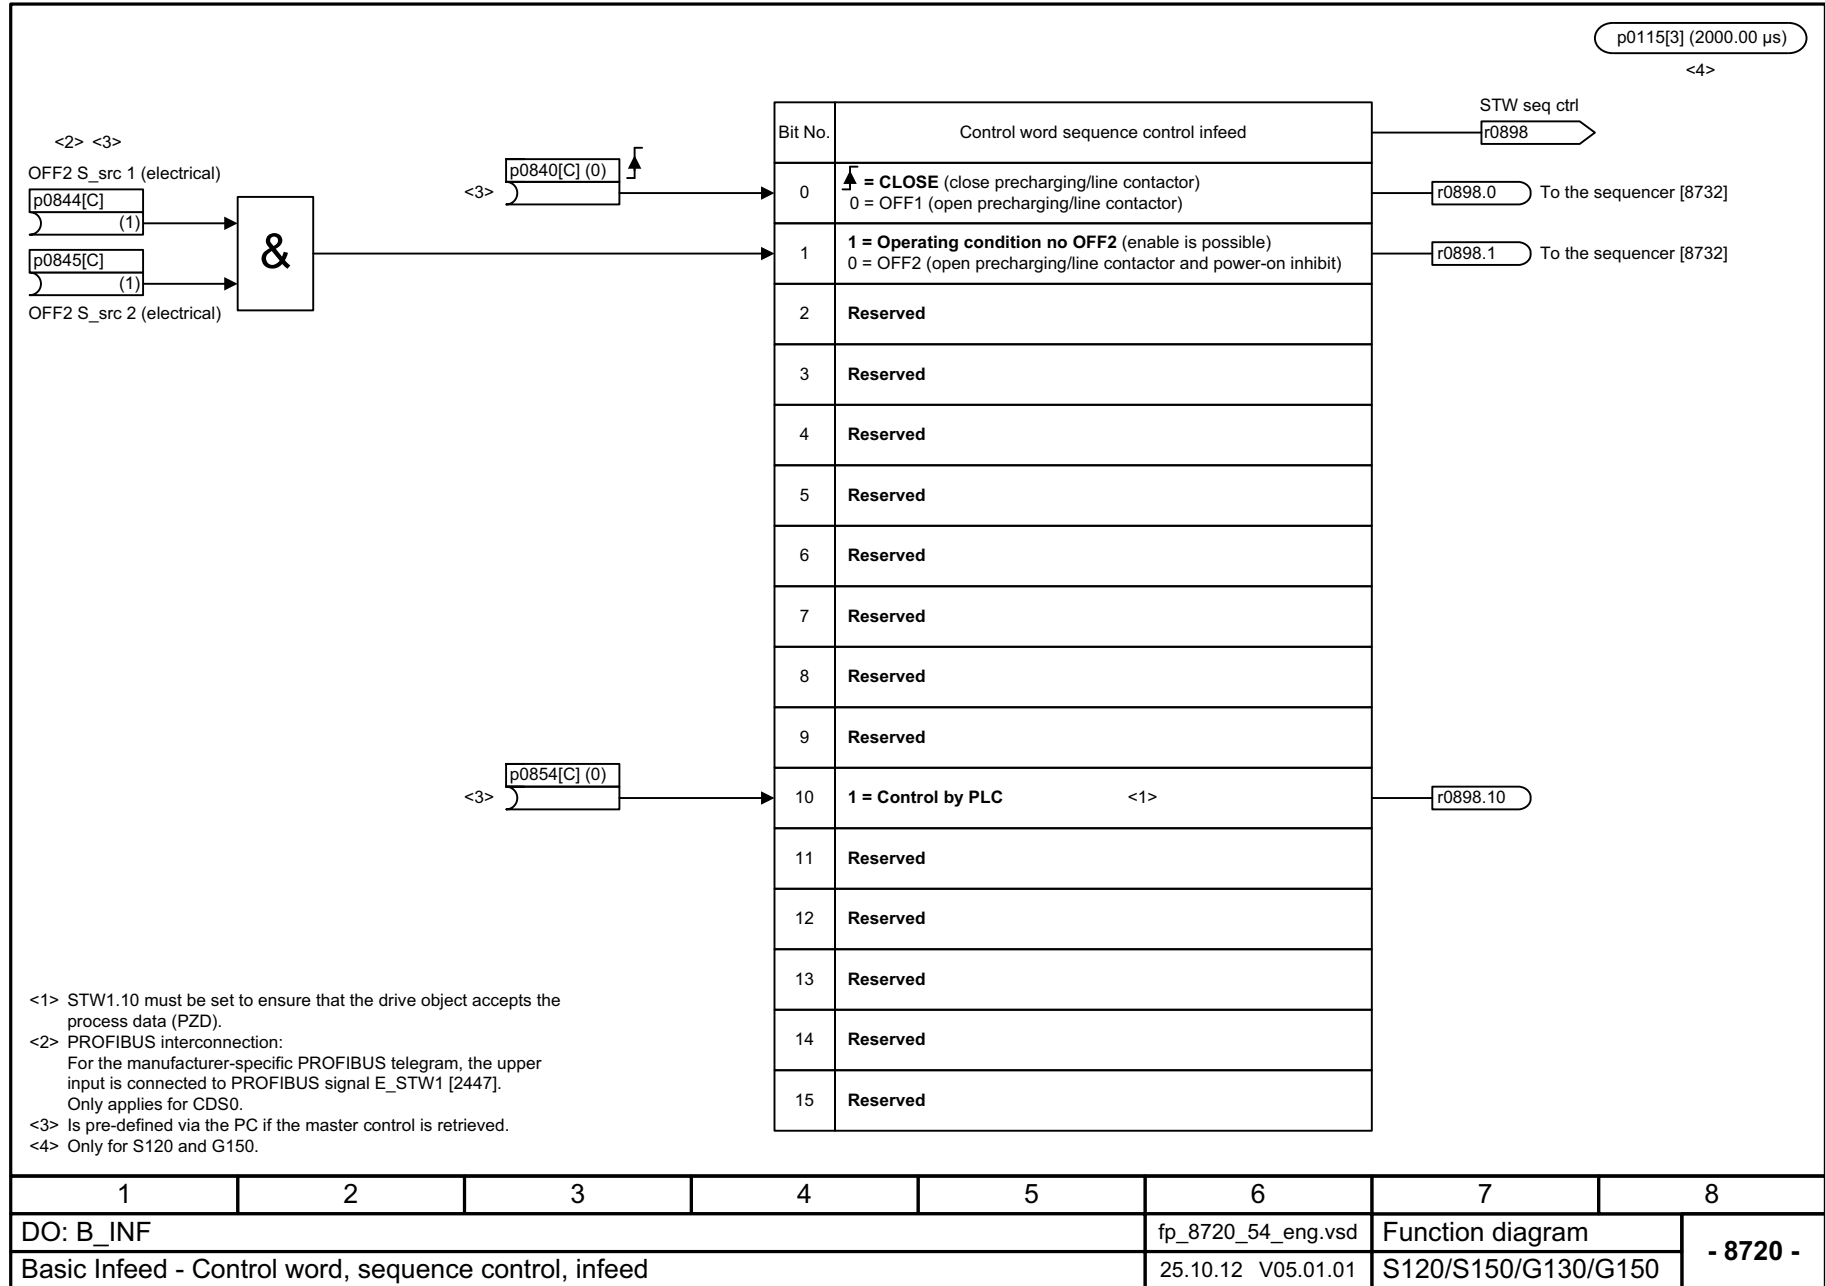 p0115[3] (2000.00 µs)
<4>
STW seq ctrl
Bit No.
Control word sequence control infeed
r0898
<2> <3>
OFF2 S_src 1 (electrical)
p0844[C]
(1)
p0845[C]
(1)
OFF2 S_src 2 (electrical)
&
<3>
p0840[C] (0)
0
= CLOSE (close precharging/line contactor)
0 = OFF1 (open precharging/line contactor)
r0898.0
To the sequencer [8732]
1
1 = Operating condition no OFF2 (enable is possible)
0 = OFF2 (open precharging/line contactor and power-on inhibit)
r0898.1
To the sequencer [8732]
2 Reserved
3 Reserved
4 Reserved
5 Reserved
6 Reserved
7 Reserved
8 Reserved
9 Reserved
<3>
p0854[C] (0)
10 1 = Control by PLC <1>
r0898.10
11 Reserved
12 Reserved
13 Reserved
14 Reserved
15 Reserved
<1> STW1.10 must be set to ensure that the drive object accepts the
process data (PZD).
<2> PROFIBUS interconnection:
For the manufacturer-specific PROFIBUS telegram, the upper
input is connected to PROFIBUS signal E_STW1 [2447].
Only applies for CDS0.
<3> Is pre-defined via the PC if the master control is retrieved.
<4> Only for S120 and G150.
1 2 3 4 5 6 7 8
DO: B_INF
fp_8720_54_eng.vsd
Function diagram
- 8720 -
Basic Infeed - Control word, sequence control, infeed
25.10.12 V05.01.01
S120/S150/G130/G150